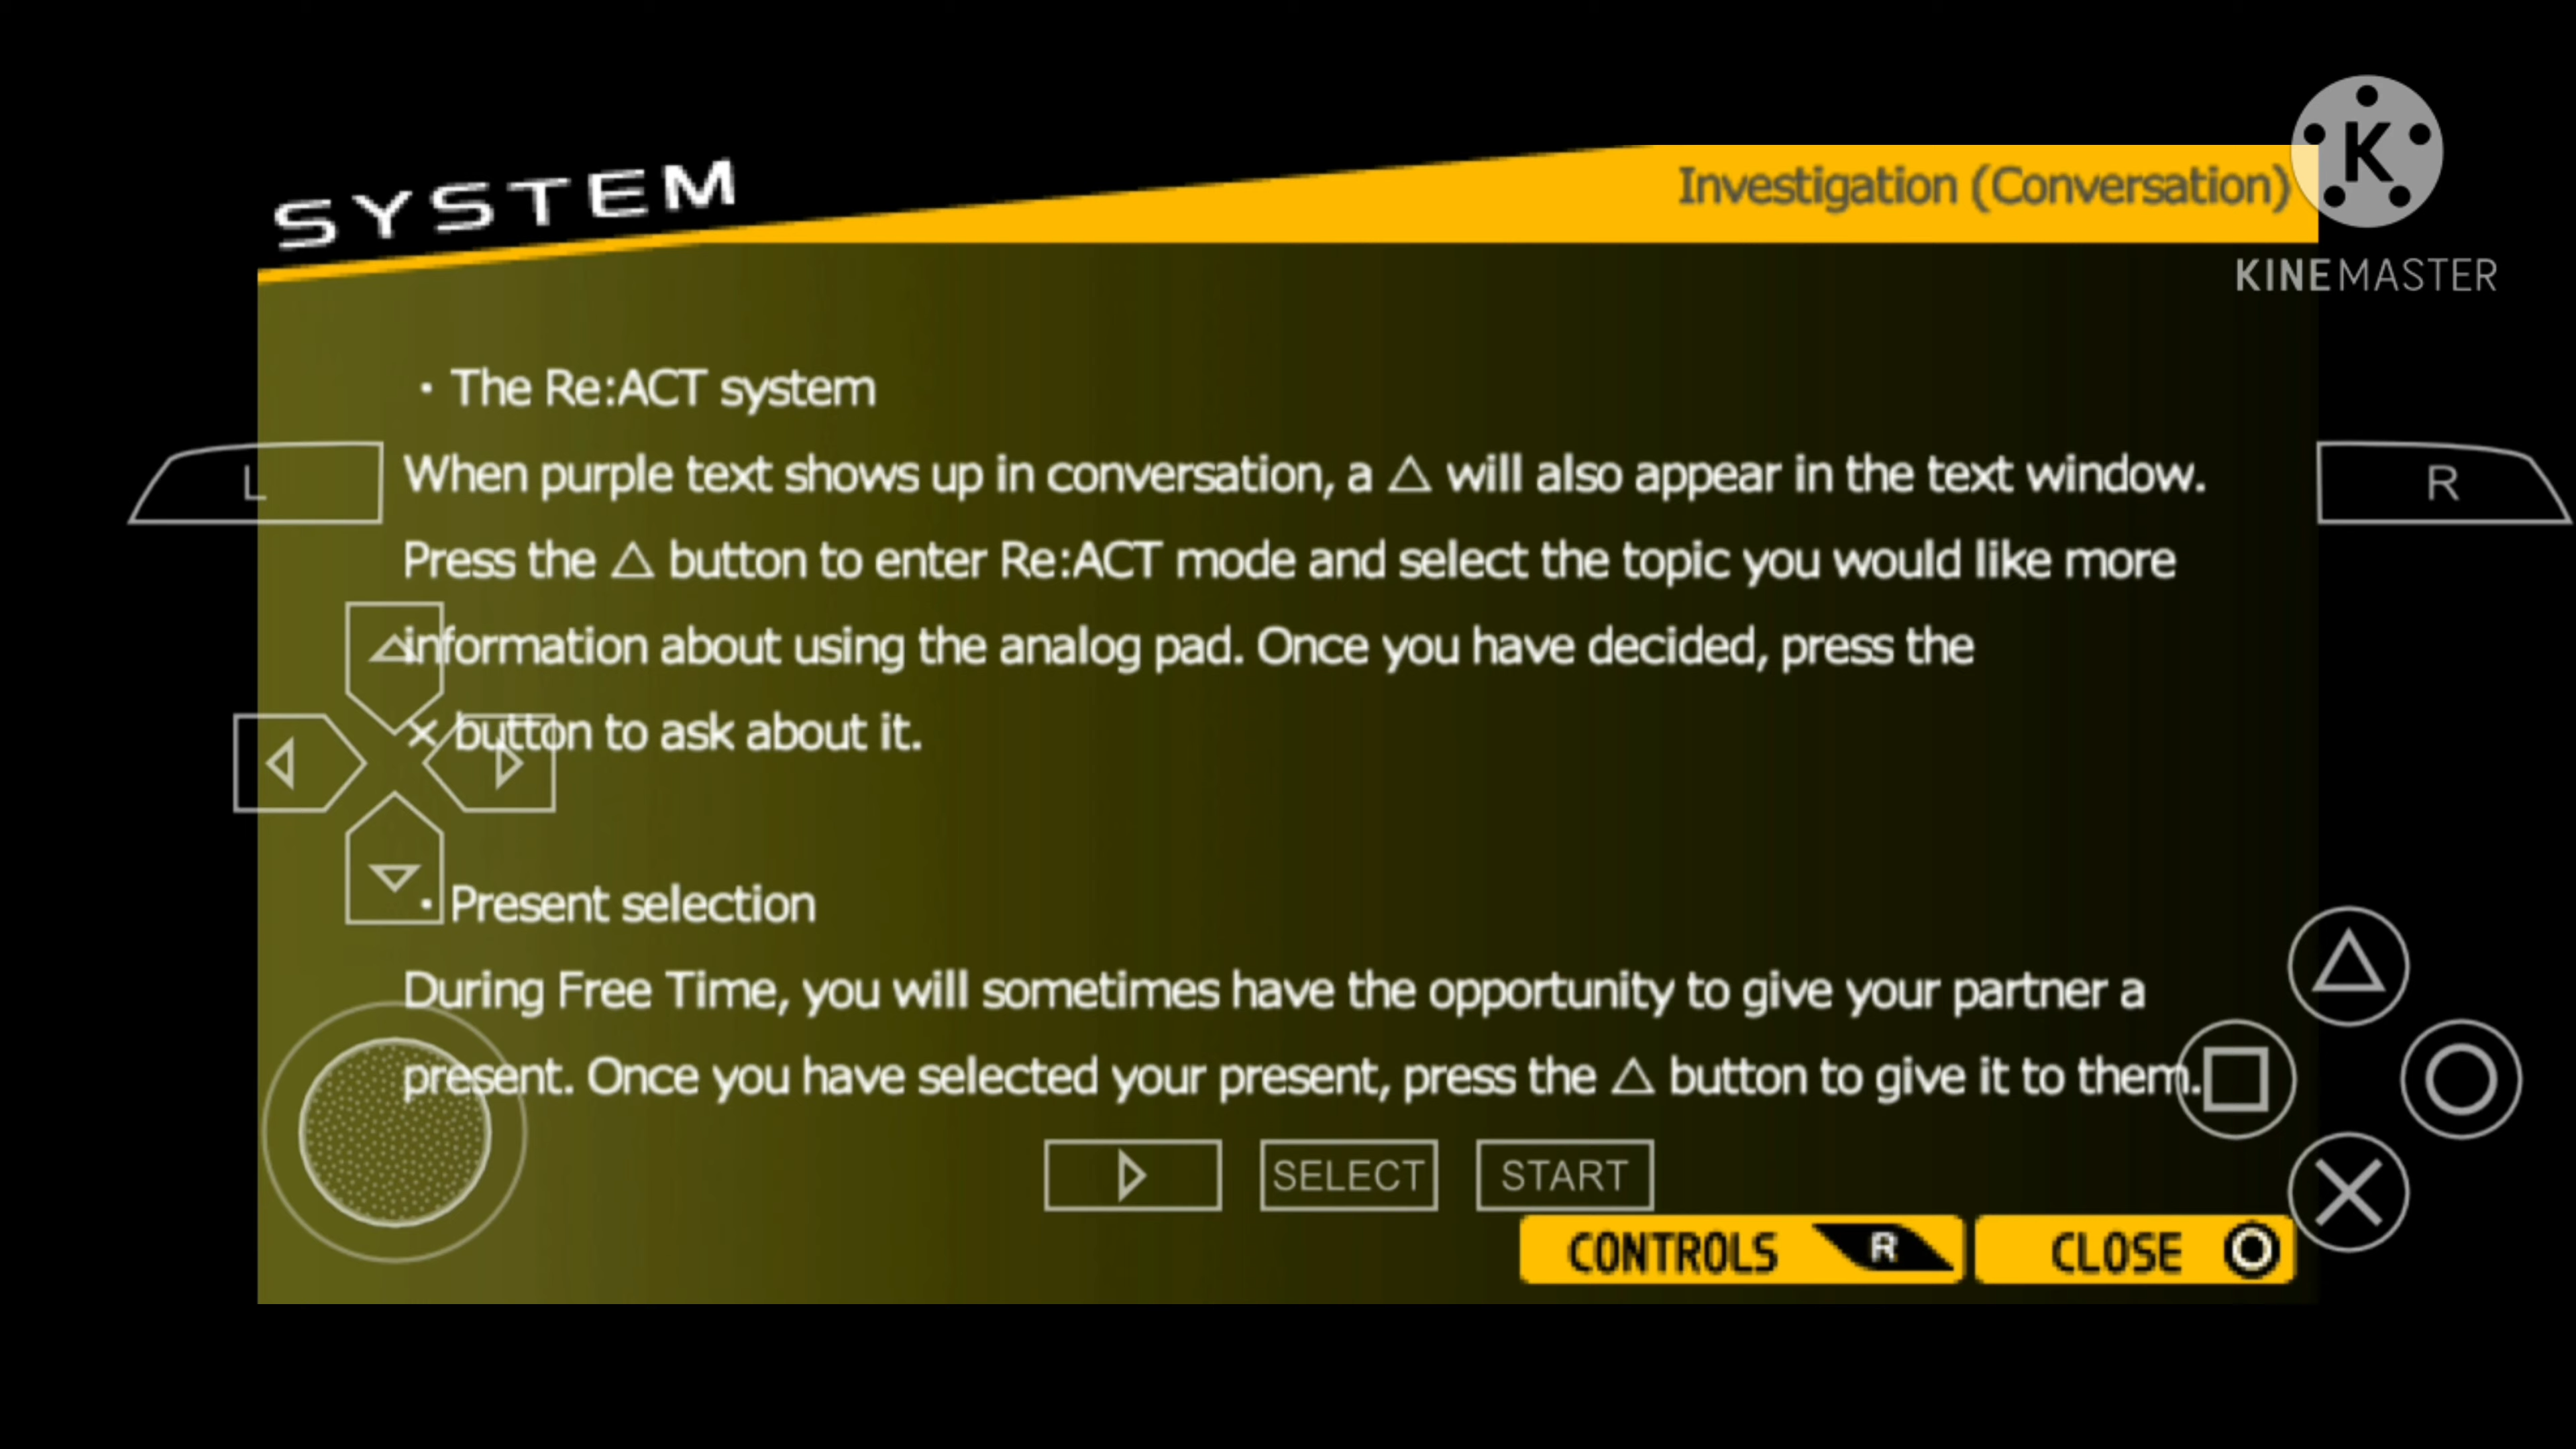 SYSTEM
Investigation (Conversation)
K
KINEMASTER
・The Re:ACT system
When purple text shows up in conversation, a △ will also appear in the text window.
Press the △ button to enter Re:ACT mode and select the topic you would like more
information about using the analog pad. Once you have decided, press the
× button to ask about it.
L
R
・Present selection
During Free Time, you will sometimes have the opportunity to give your partner a
present. Once you have selected your present, press the △ button to give it to them.
SELECT
START
CONTROLS R
CLOSE